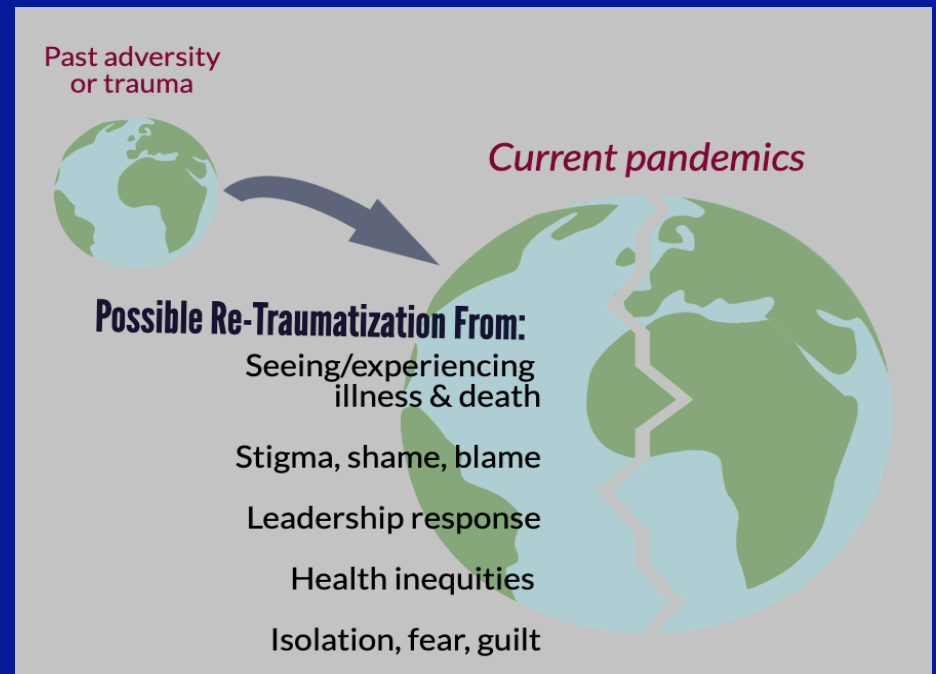 Past adversity
or trauma
Current pandemics
Possible Re-Traumatization From:
Seeing/experiencing
illness & death
Stigma, shame, blame
Leadership response
Health inequities
Isolation, fear, guilt